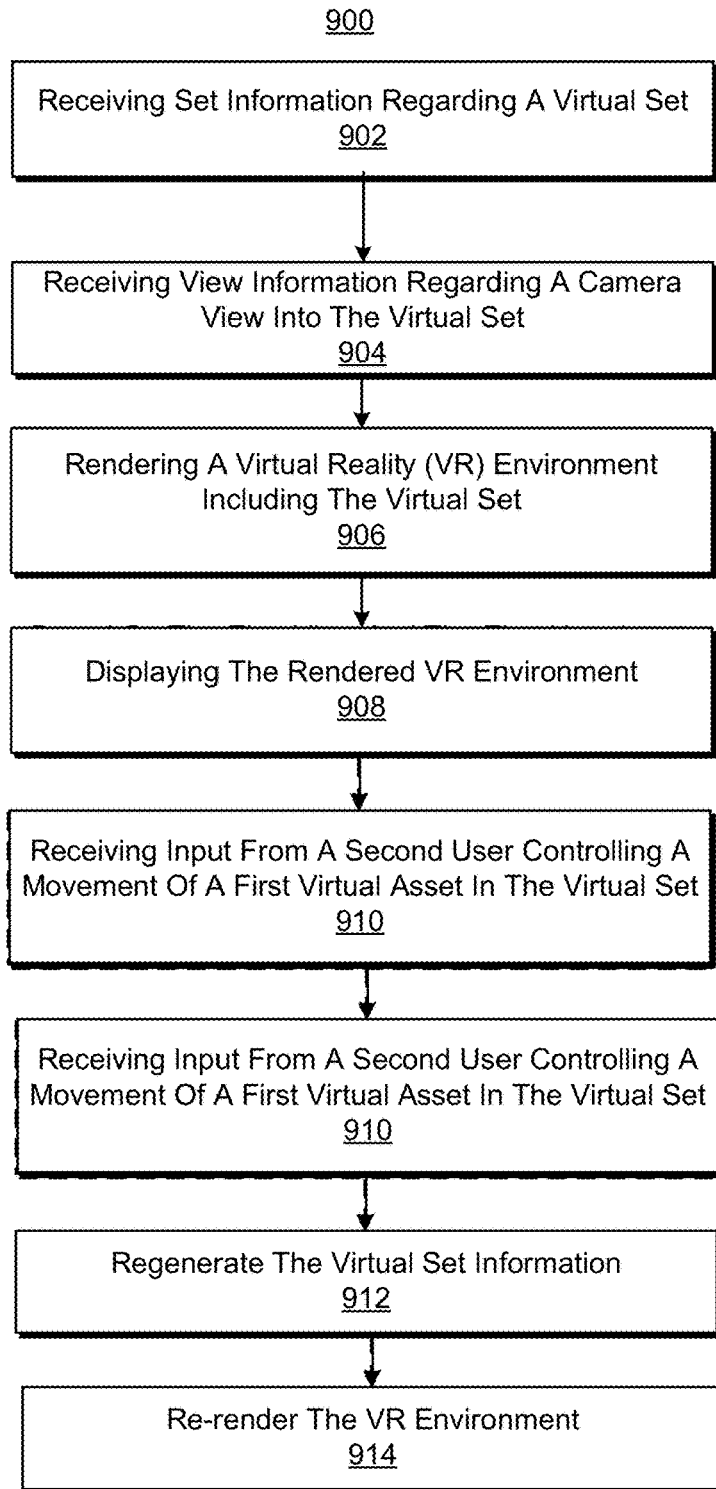 900
Receiving Set Information Regarding A Virtual Set
902
Receiving View Information Regarding A Camera
View Into The Virtual Set
904
Rendering A Virtual Reality (VR) Environment
Including The Virtual Set
906
Displaying The Rendered VR Environment
908
Receiving Input From A Second User Controlling A
Movement Of A First Virtual Asset In The Virtual Set
910
Receiving Input From A Second User Controlling A
Movement Of A First Virtual Asset In The Virtual Set
910
Regenerate The Virtual Set Information
912
Re-render The VR Environment
914